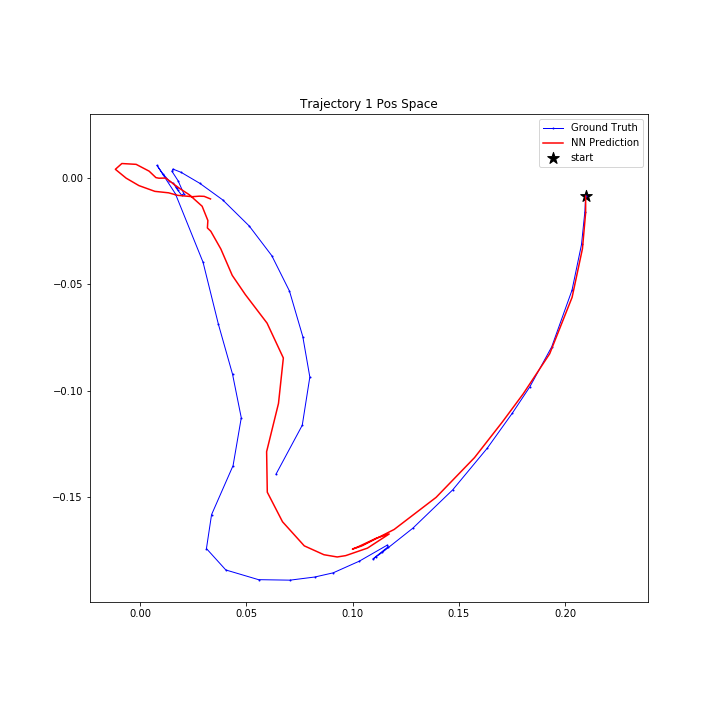 Trajectory 1 Pos Space
Ground Truth
NN Prediction
start
0.00
−0.05
−0.10
−0.15
0.00 0.05 0.10 0.15 0.20